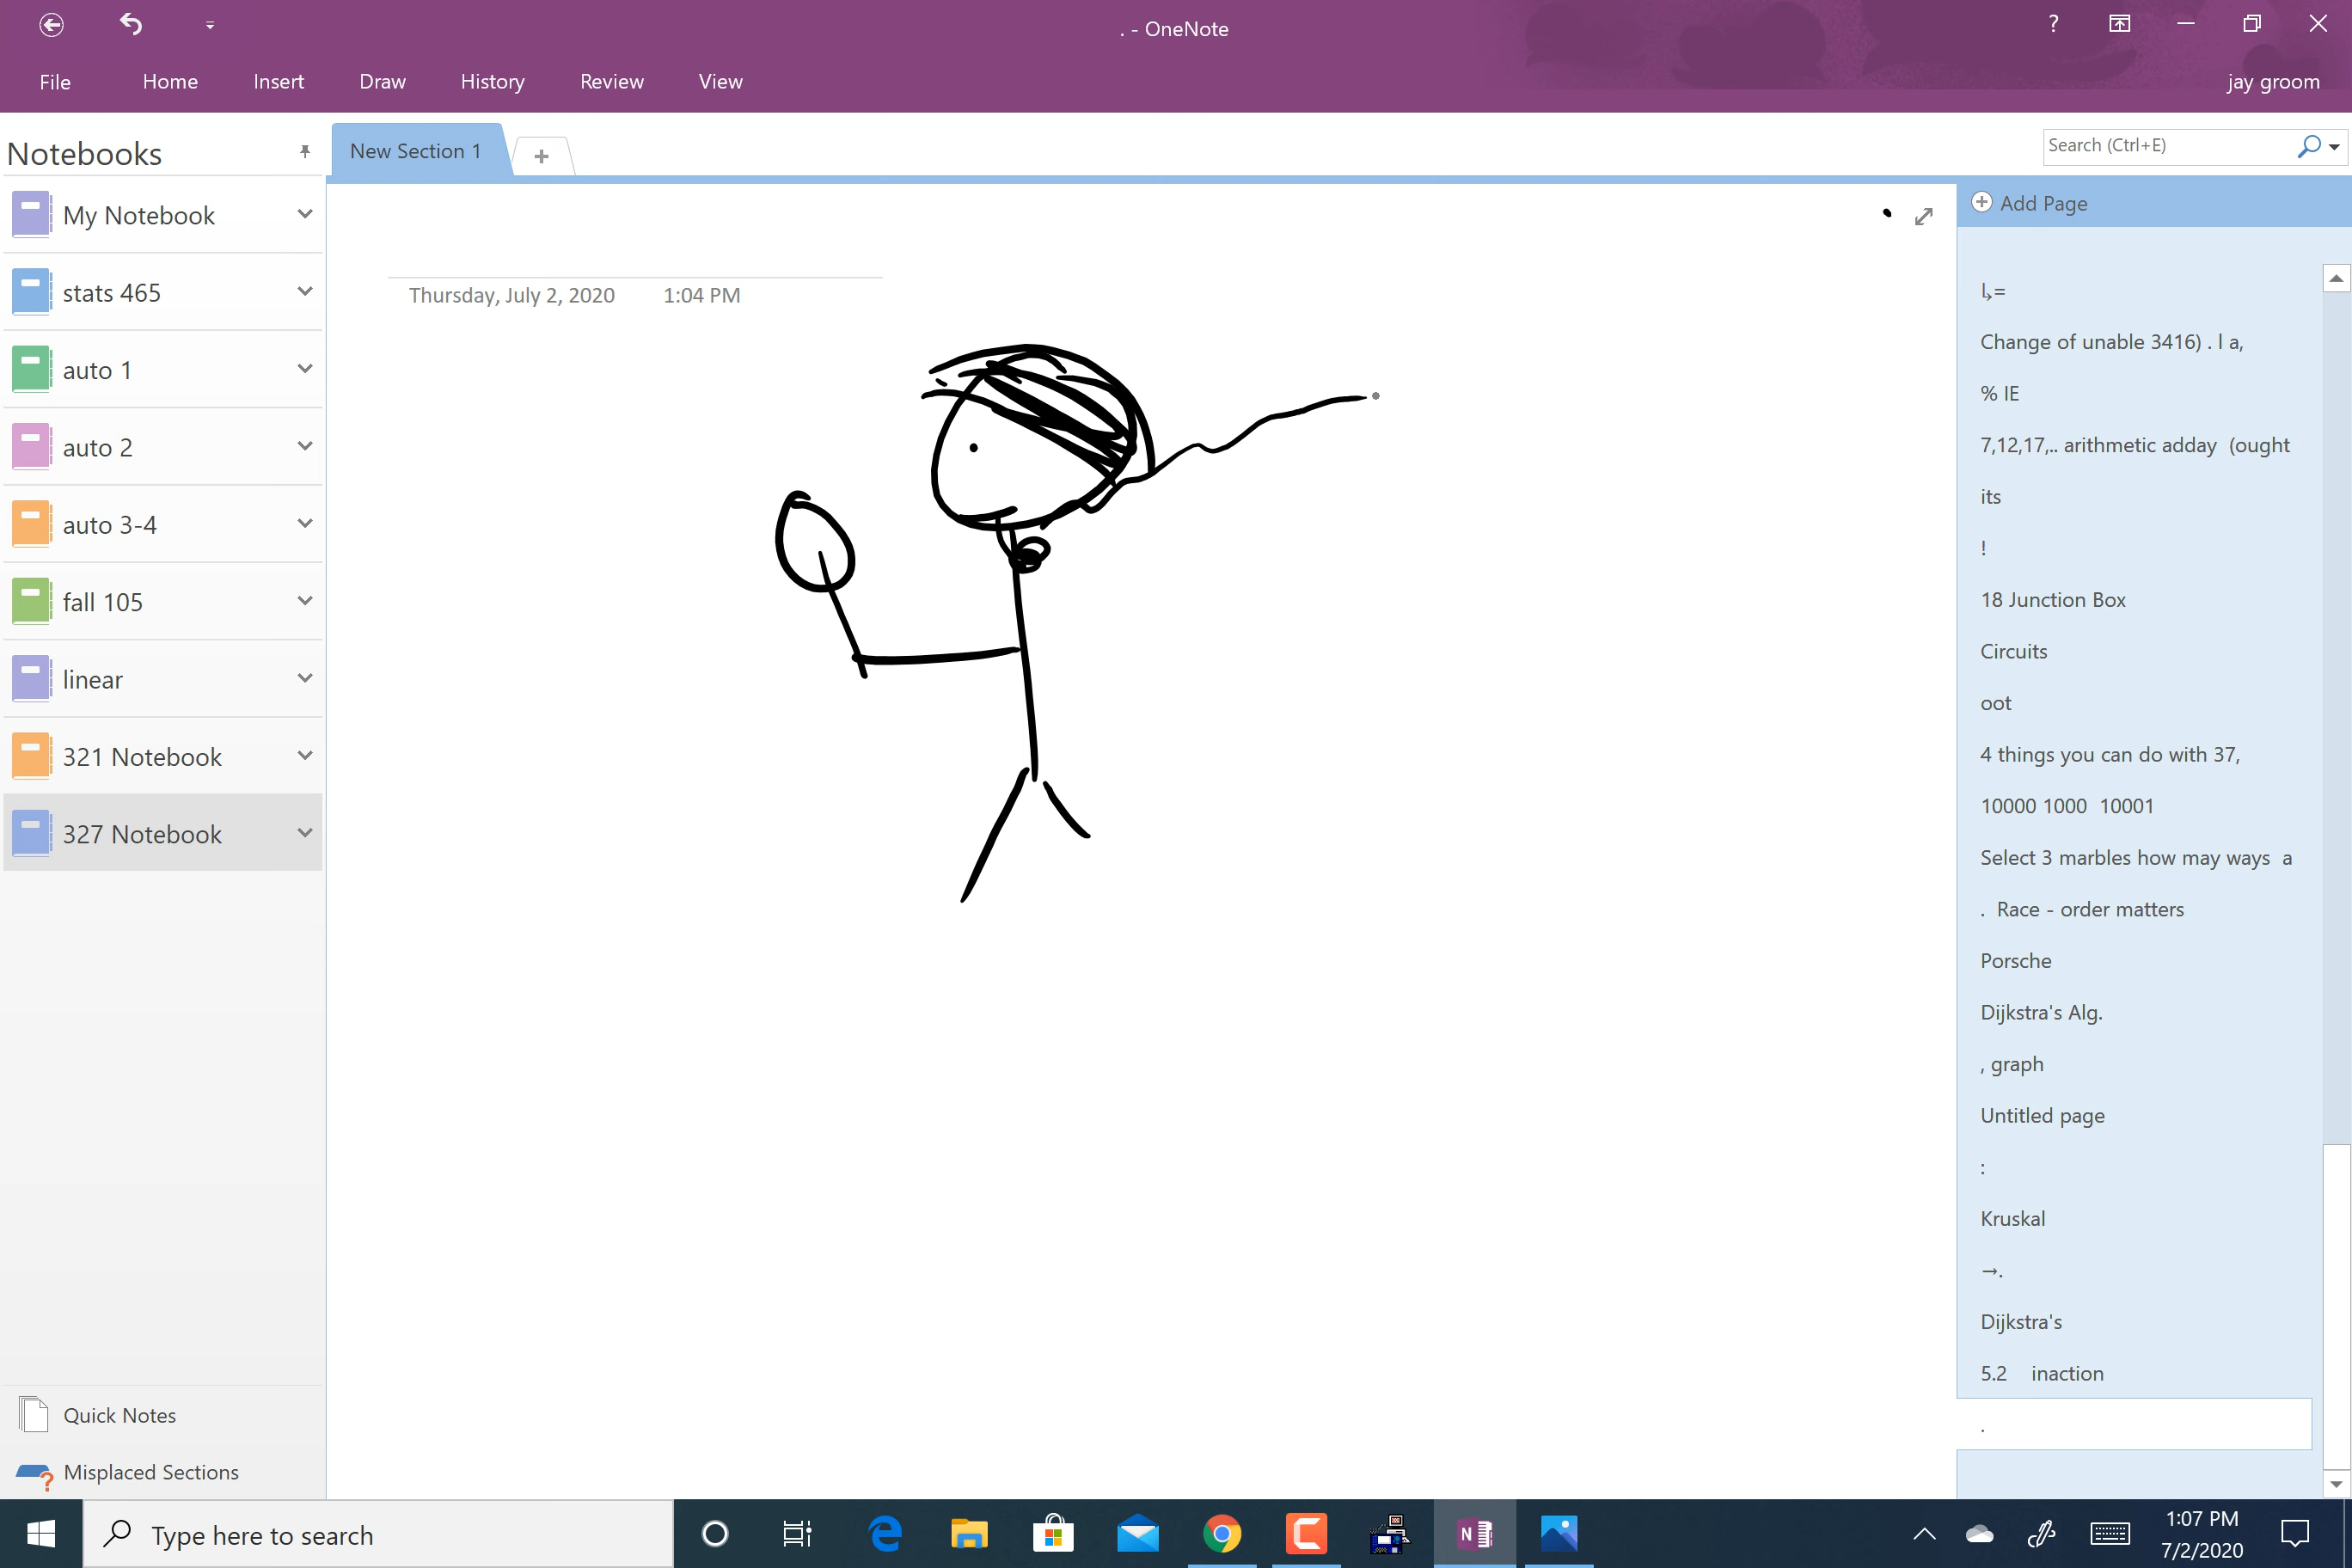 . - OneNote
File Home Insert Draw History Review View
jay groom
Notebooks
New Section 1
Search (Ctrl+E)
My Notebook
stats 465
auto 1
auto 2
auto 3-4
fall 105
linear
321 Notebook
327 Notebook
Quick Notes
Misplaced Sections
Thursday, July 2, 2020 1:04 PM
Add Page
↳=
Change of unable 3416) . l a,
% IE
7,12,17,.. arithmetic adday (ought
its
!
18 Junction Box
Circuits
oot
4 things you can do with 37,
10000 1000 10001
Select 3 marbles how may ways a
. Race - order matters
Porsche
Dijkstra's Alg.
, graph
Untitled page
:
Kruskal
→.
Dijkstra's
5.2 inaction
.
Type here to search
1:07 PM
7/2/2020